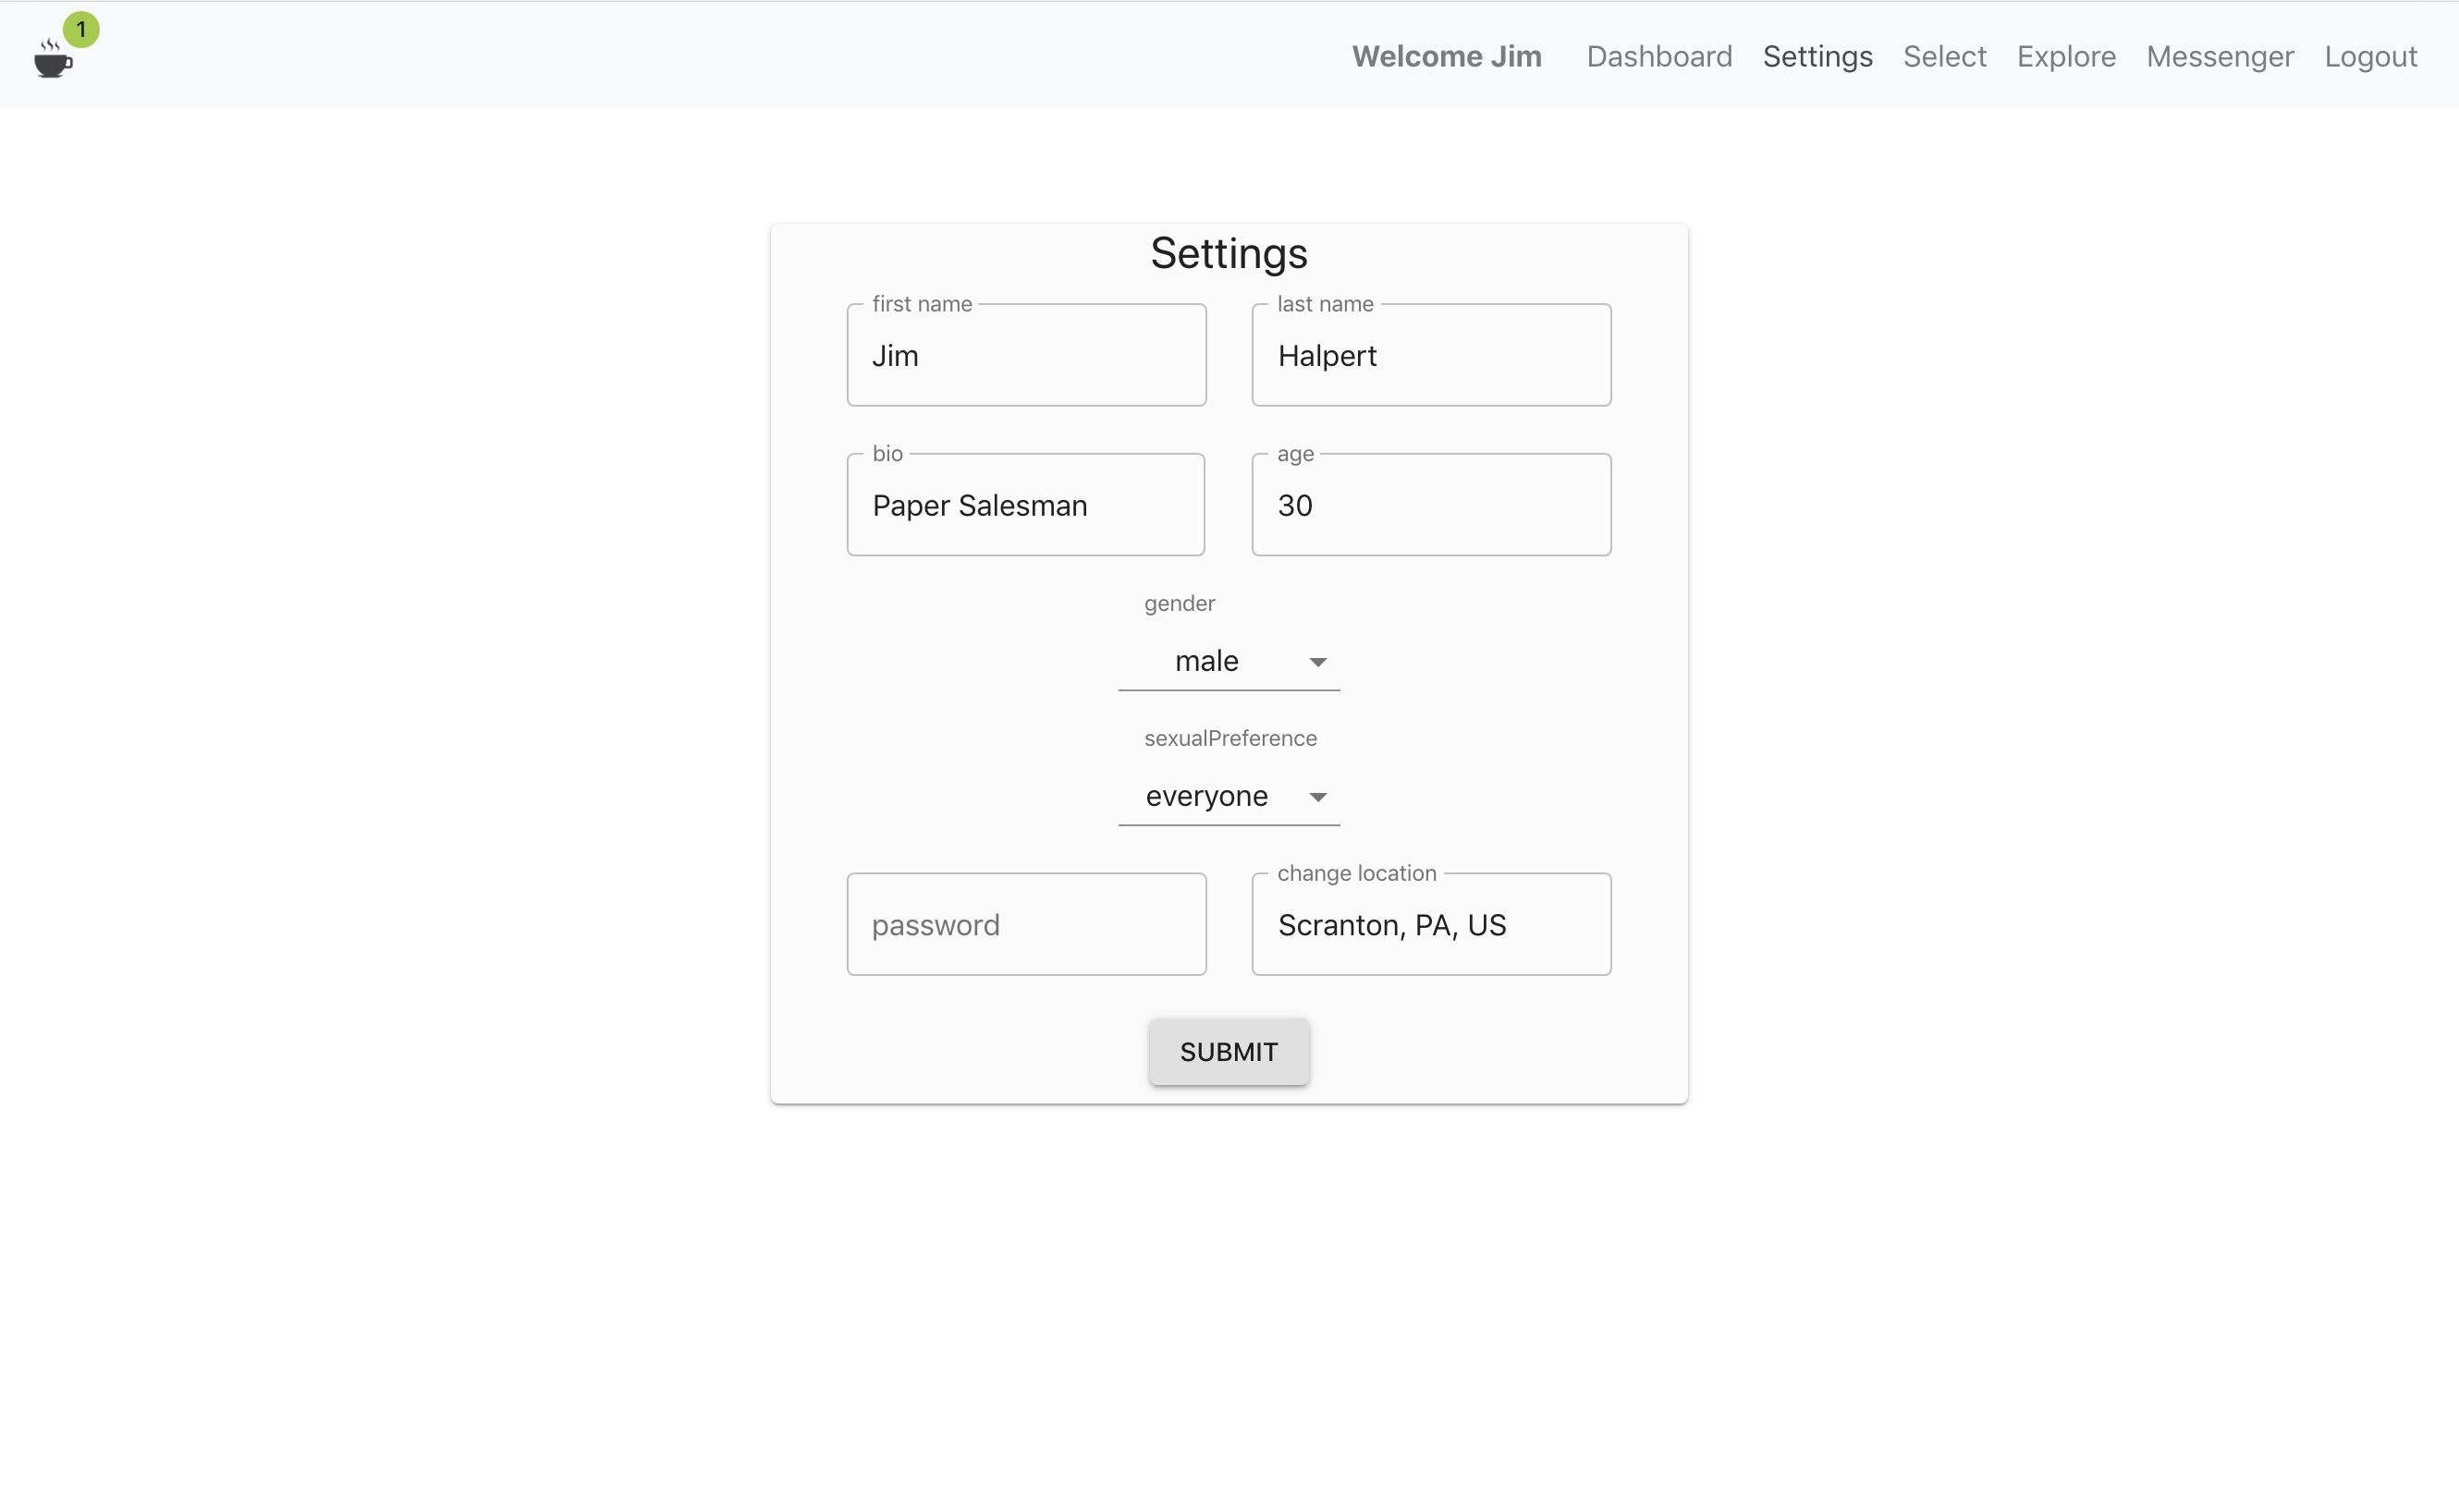 1
Welcome Jim Dashboard Settings Select Explore Messenger Logout
Settings
first name last name
Jim Halpert
bio age
Paper Salesman 30
gender
male
sexualPreference
everyone
change location
password Scranton, PA, US
SUBMIT